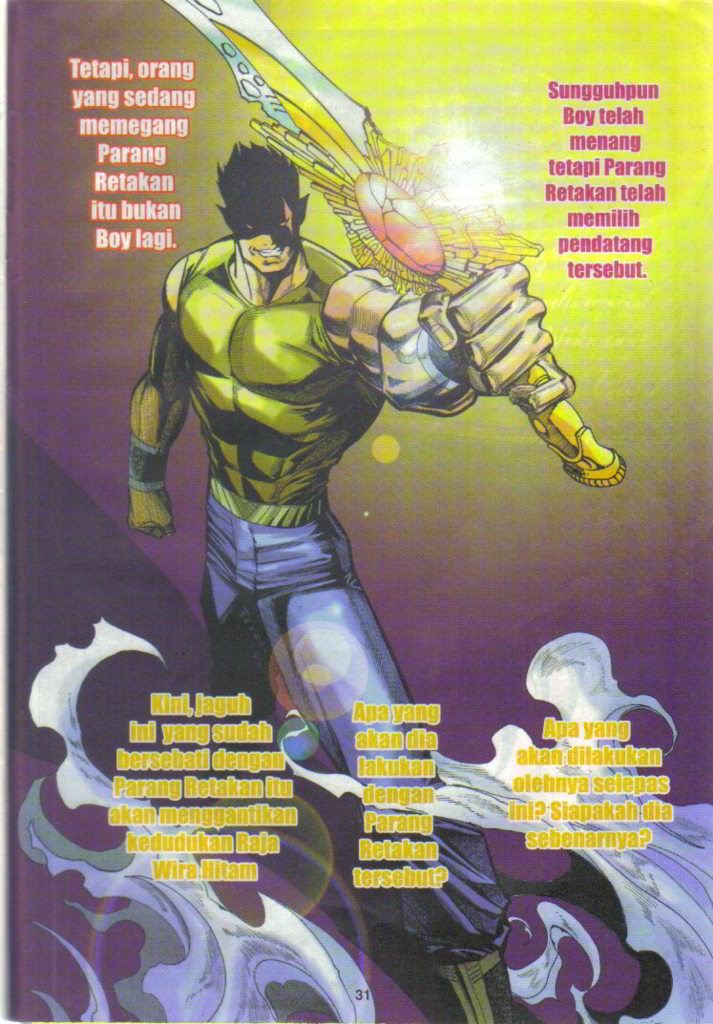 Tetapi, orang
yang sedang
memegang
Parang
Retakan
itu bukan
Boy lagi.
Sungguhpun
Boy telah
menang
tetapi Parang
Retakan telah
memilih
pendatang
tersebut.
Kini, jaguh
ini yang sudah
bersebati dengan
Parang Retakan itu
akan menggantikan
kedudukan Raja
Wira Hitam
Apa yang
akan dia
lakukan
dengan
Parang
Retakan
tersebut?
Apa yang
akan dilakukan
olehnya selepas
ini? Siapakah dia
sebenarnya?
31